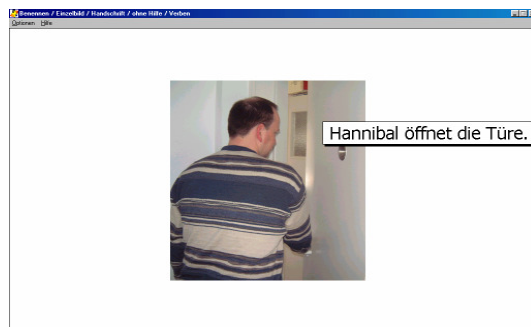 Benennen / Einzelbild / Handschrift / ohne Hilfe / Verben
Optionen Hilfe
Hannibal öffnet die Türe.